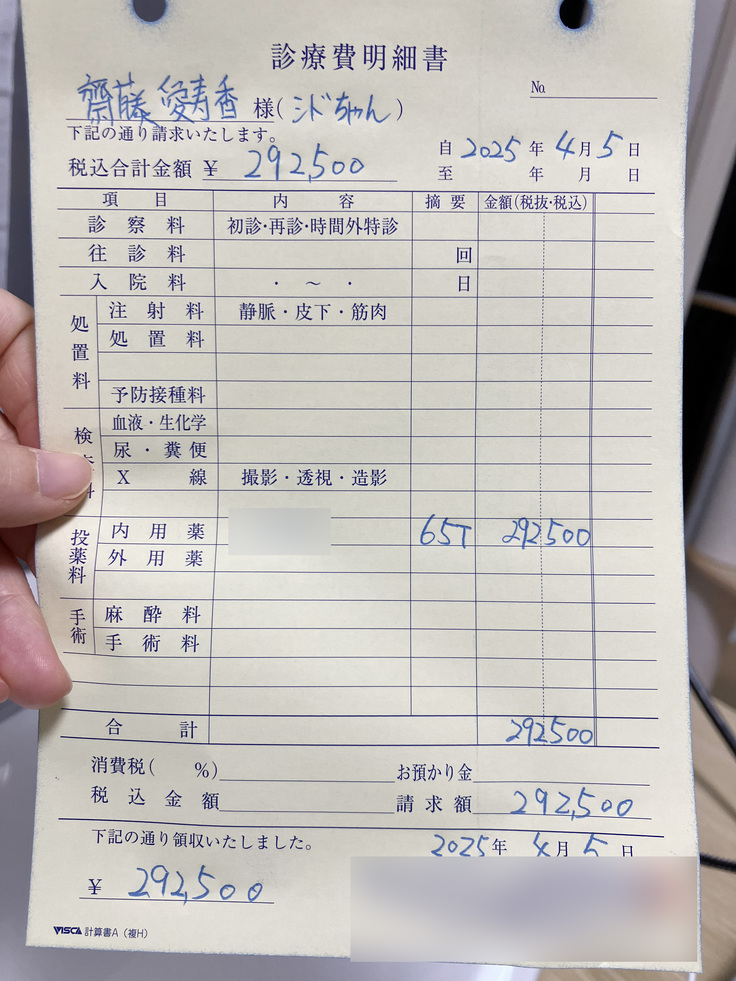 診療費明細書
No.
齋藤 愛寿香 様(シドちゃん)
下記の通り請求いたします。
自 2025 年 4 月 5 日
税込合計金額 ¥ 292,500
至 年 月 日
項目 内容 摘要 金額(税抜・税込)
診察料 初診・再診・時間外特診
往診料 回
入院料 ・ ~ ・ 日
処置料
注射料 静脈・皮下・筋肉
処置料
予防接種料
検
血液・生化学
尿・糞便
X線 撮影・透視・造影
投薬料
内用薬 65T 292500
外用薬
手術
麻酔料
手術料
合計 292500
消費税( %) お預かり金
税込金額 請求額 292,500
下記の通り領収いたしました。
2025 年 4 月 5 日
¥ 292,500
VISCA 計算書A(複H)